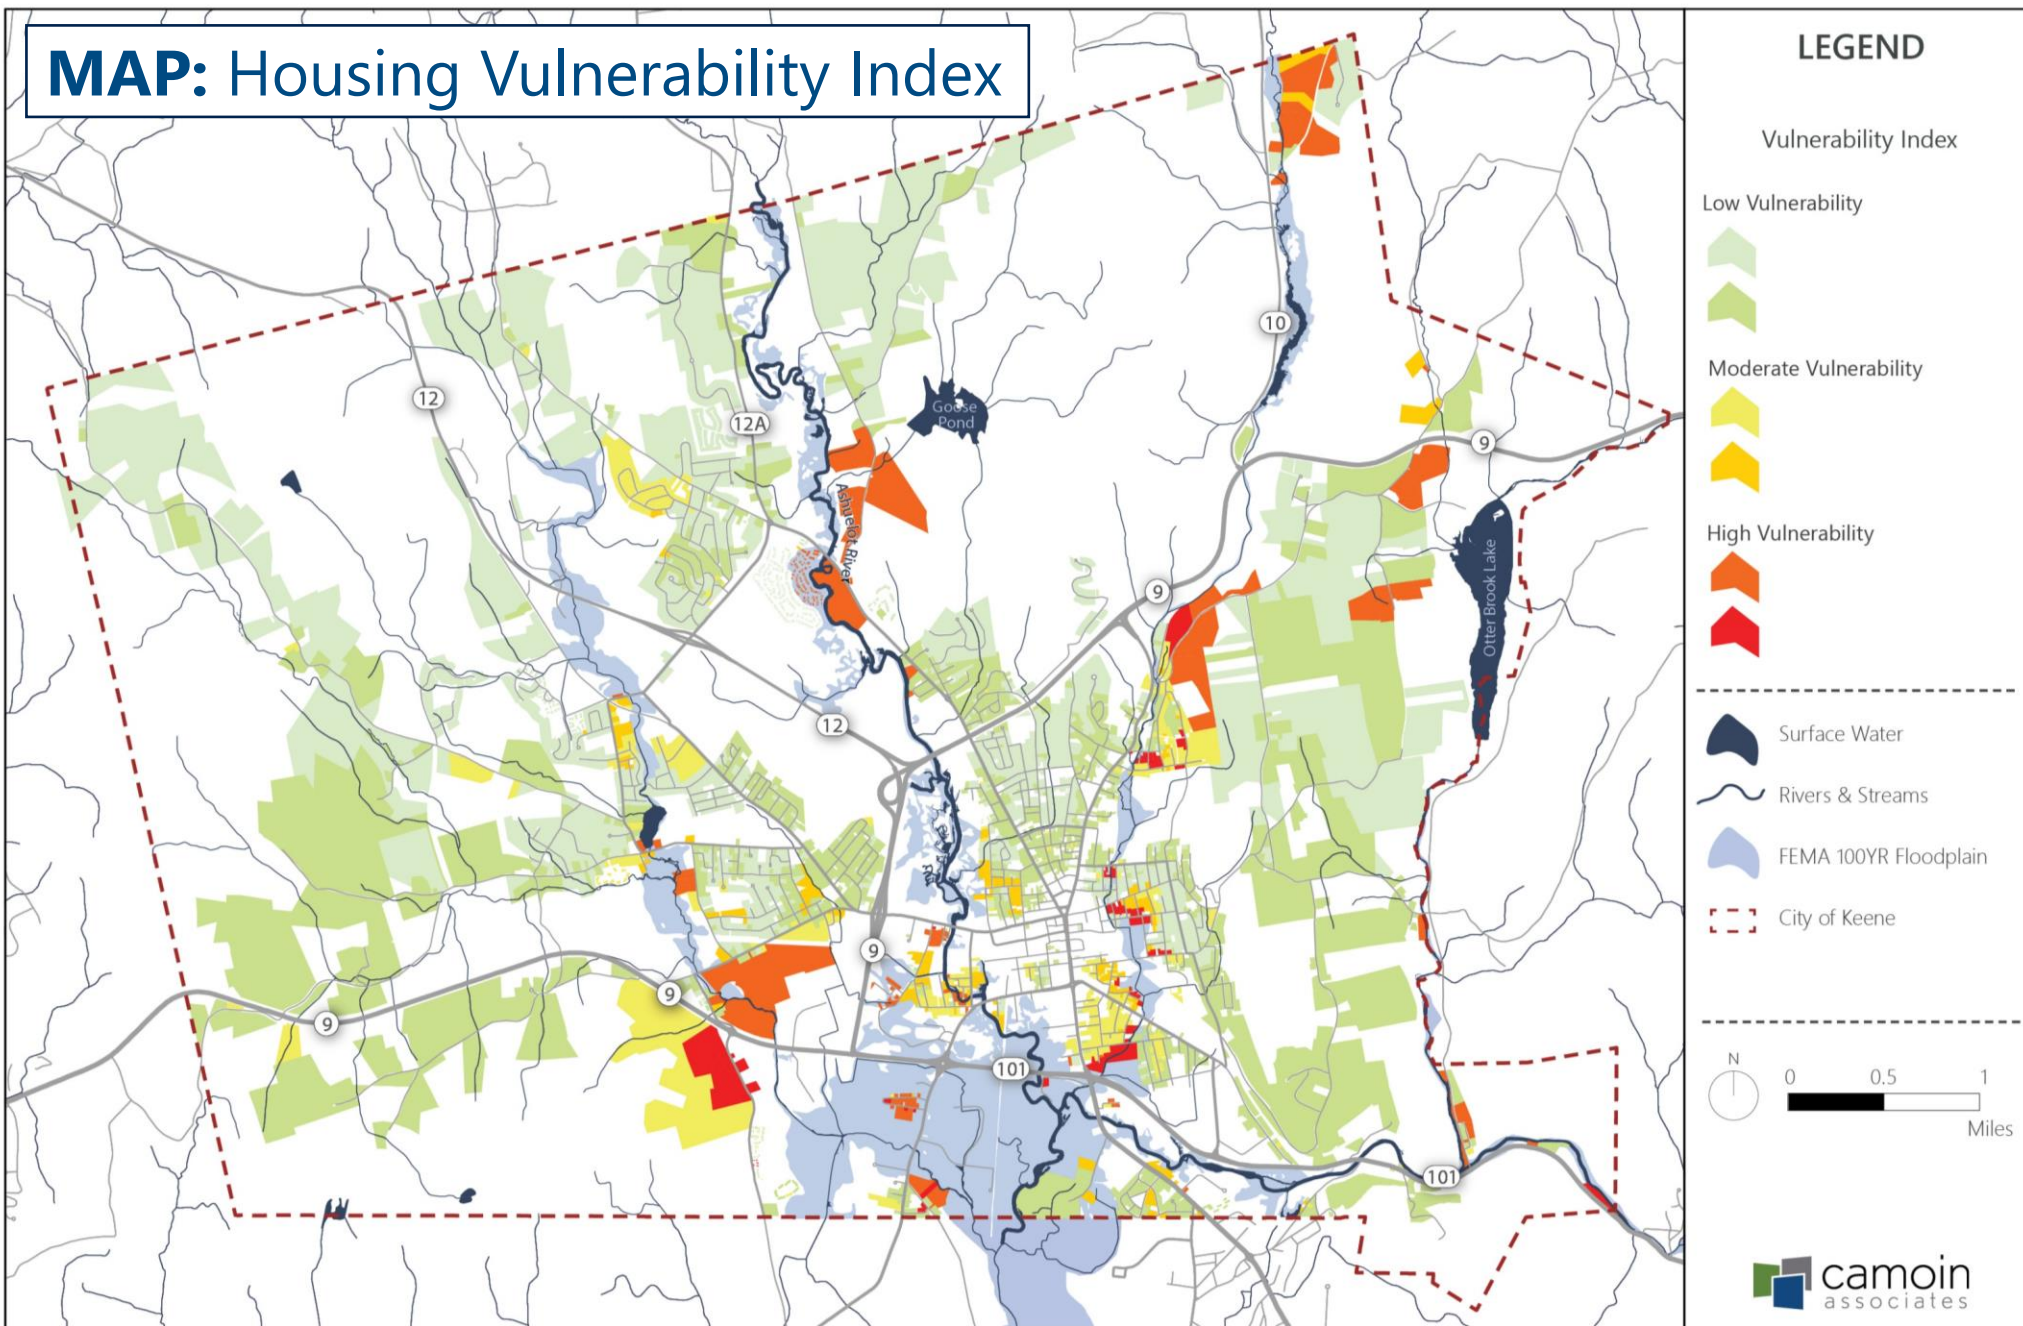 MAP: Housing Vulnerability Index
10
12
12A
Goose
Pond
9
Ashuelot River
Otter Brook Lake
9
12
9
9
9
101
101
LEGEND
Vulnerability Index
Low Vulnerability
Moderate Vulnerability
High Vulnerability
Surface Water
Rivers & Streams
FEMA 100YR Floodplain
City of Keene
N
0 0.5 1
Miles
camoin
associates